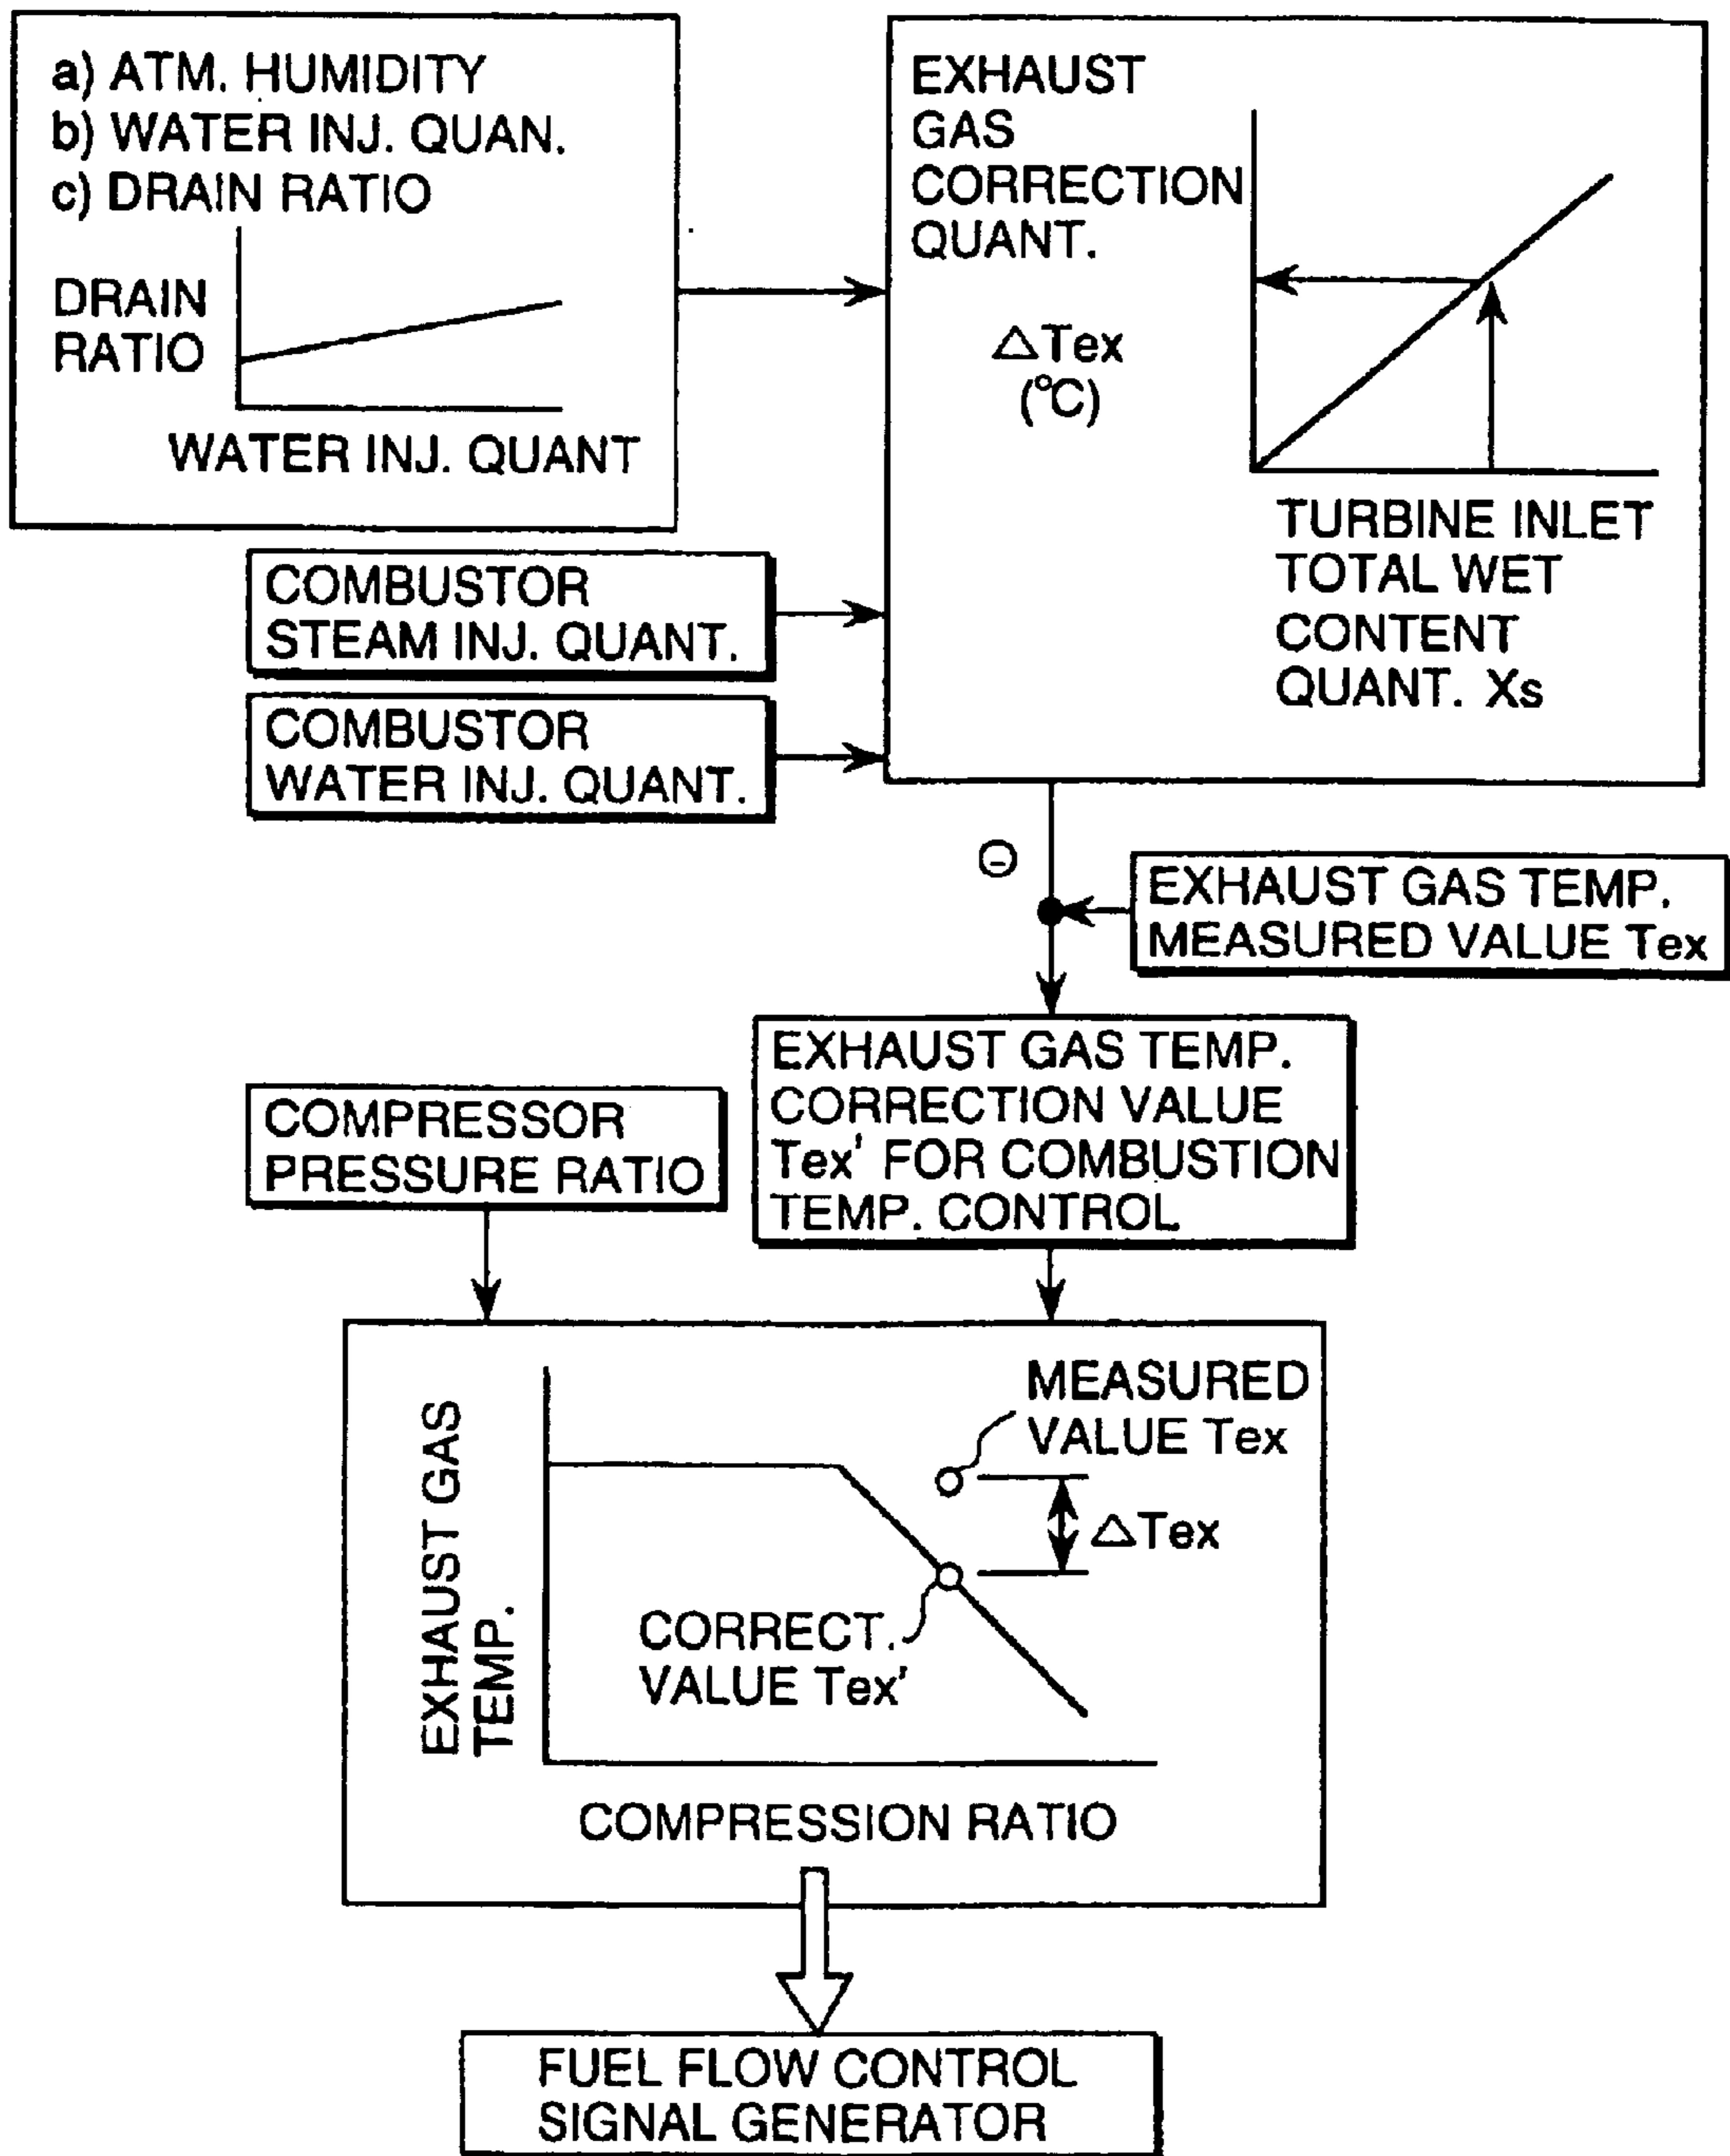 a) ATM. HUMIDITY
b) WATER INJ. QUAN.
c) DRAIN RATIO
DRAIN
RATIO
WATER INJ. QUANT
EXHAUST
GAS
CORRECTION
QUANT.
△Tex
(°C)
TURBINE INLET
TOTAL WET
CONTENT
QUANT. Xs
COMBUSTOR
STEAM INJ. QUANT.
COMBUSTOR
WATER INJ. QUANT.
⊖
EXHAUST GAS TEMP.
MEASURED VALUE Tex
EXHAUST GAS TEMP.
CORRECTION VALUE
Tex' FOR COMBUSTION
TEMP. CONTROL
COMPRESSOR
PRESSURE RATIO
EXHAUST GAS
TEMP.
MEASURED
VALUE Tex
△Tex
CORRECT.
VALUE Tex'
COMPRESSION RATIO
FUEL FLOW CONTROL
SIGNAL GENERATOR